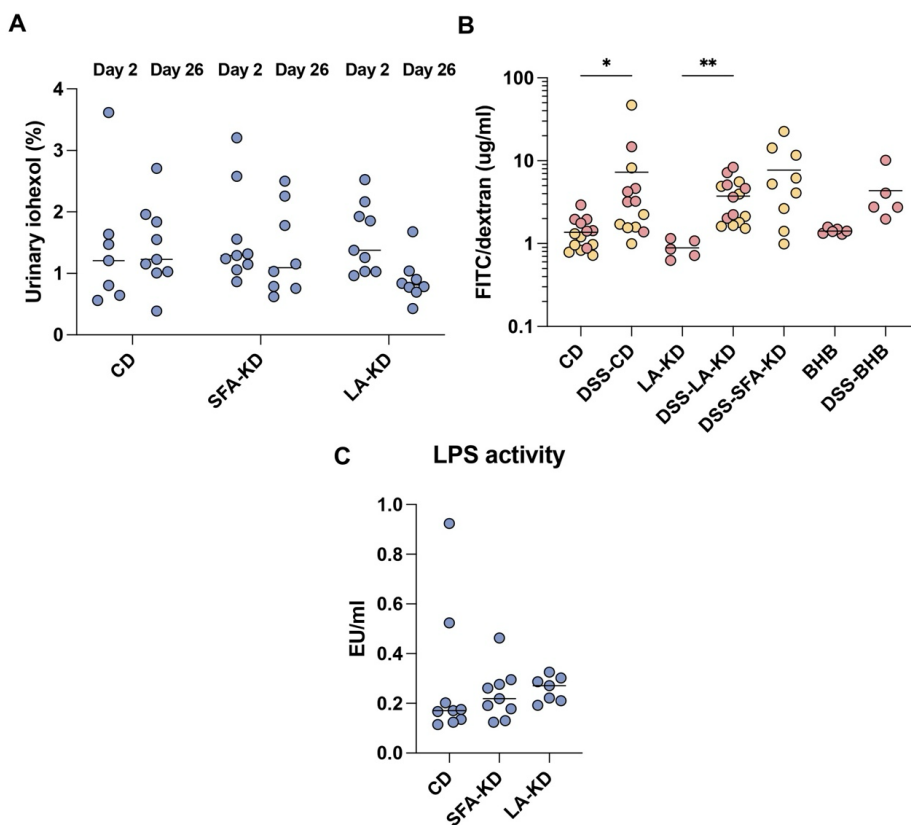 A
Day 2 Day 26 Day 2 Day 26 Day 2 Day 26
Urinary iohexol (%)
4
3
2
1
0
CD
SFA-KD
LA-KD
B
* **
FITC/dextran (ug/ml)
100
10
1
0.1
CD
DSS-CD
LA-KD
DSS-LA-KD
DSS-SFA-KD
BHB
DSS-BHB
C
LPS activity
EU/ml
1.0
0.8
0.6
0.4
0.2
0.0
CD
SFA-KD
LA-KD